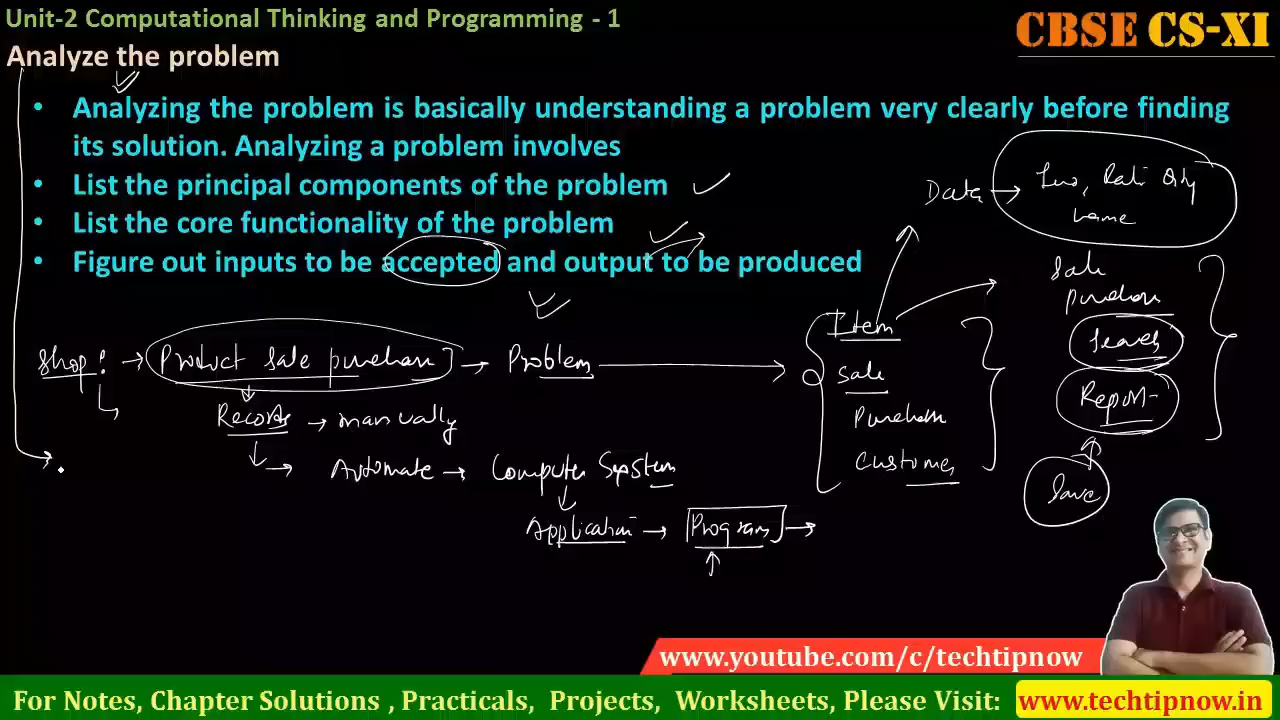 Unit-2 Computational Thinking and Programming - 1
CBSE CS-XI
Analyze the problem
• Analyzing the problem is basically understanding a problem very clearly before finding
its solution. Analyzing a problem involves
• List the principal components of the problem
• List the core functionality of the problem
• Figure out inputs to be accepted and output to be produced
Data → Rate Qty
name
Sale
purchase
Search
Report
Save
Shop: → Product Sale purchase → Problem
Item
Sale
Purchase
Customer
Records → manually
Automate → Computer System
Application → Program →
www.youtube.com/c/techtipnow
For Notes, Chapter Solutions , Practicals, Projects, Worksheets, Please Visit: www.techtipnow.in